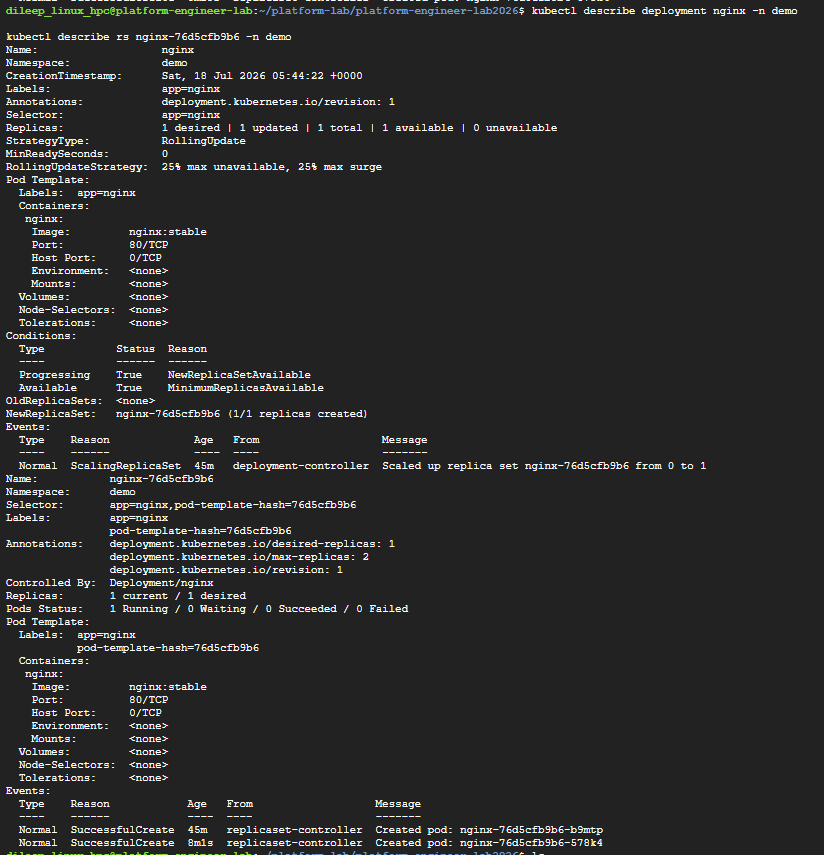 dileep_linux_hpc@platform-engineer-lab:~/platform-lab/platform-engineer-lab2026$ kubectl describe deployment nginx -n demo
kubectl describe rs nginx-76d5cfb9b6 -n demo
Name:                   nginx
Namespace:              demo
CreationTimestamp:      Sat, 18 Jul 2026 05:44:22 +0000
Labels:                 app=nginx
Annotations:            deployment.kubernetes.io/revision: 1
Selector:               app=nginx
Replicas:               1 desired | 1 updated | 1 total | 1 available | 0 unavailable
StrategyType:           RollingUpdate
MinReadySeconds:        0
RollingUpdateStrategy:  25% max unavailable, 25% max surge
Pod Template:
  Labels:  app=nginx
  Containers:
   nginx:
    Image:         nginx:stable
    Port:          80/TCP
    Host Port:     0/TCP
    Environment:   <none>
    Mounts:        <none>
  Volumes:         <none>
  Node-Selectors:  <none>
  Tolerations:     <none>
Conditions:
  Type           Status  Reason
  ----           ------  ------
  Progressing    True    NewReplicaSetAvailable
  Available      True    MinimumReplicasAvailable
OldReplicaSets:  <none>
NewReplicaSet:   nginx-76d5cfb9b6 (1/1 replicas created)
Events:
  Type    Reason             Age   From                   Message
  ----    ------             ----  ----                   -------
  Normal  ScalingReplicaSet  45m   deployment-controller  Scaled up replica set nginx-76d5cfb9b6 from 0 to 1
Name:           nginx-76d5cfb9b6
Namespace:      demo
Selector:       app=nginx,pod-template-hash=76d5cfb9b6
Labels:         app=nginx
                pod-template-hash=76d5cfb9b6
Annotations:    deployment.kubernetes.io/desired-replicas: 1
                deployment.kubernetes.io/max-replicas: 2
                deployment.kubernetes.io/revision: 1
Controlled By:  Deployment/nginx
Replicas:       1 current / 1 desired
Pods Status:    1 Running / 0 Waiting / 0 Succeeded / 0 Failed
Pod Template:
  Labels:  app=nginx
           pod-template-hash=76d5cfb9b6
  Containers:
   nginx:
    Image:         nginx:stable
    Port:          80/TCP
    Host Port:     0/TCP
    Environment:   <none>
    Mounts:        <none>
  Volumes:         <none>
  Node-Selectors:  <none>
  Tolerations:     <none>
Events:
  Type    Reason            Age   From                   Message
  ----    ------            ----  ----                   -------
  Normal  SuccessfulCreate  45m   replicaset-controller  Created pod: nginx-76d5cfb9b6-b9mtp
  Normal  SuccessfulCreate  8m1s  replicaset-controller  Created pod: nginx-76d5cfb9b6-578k4